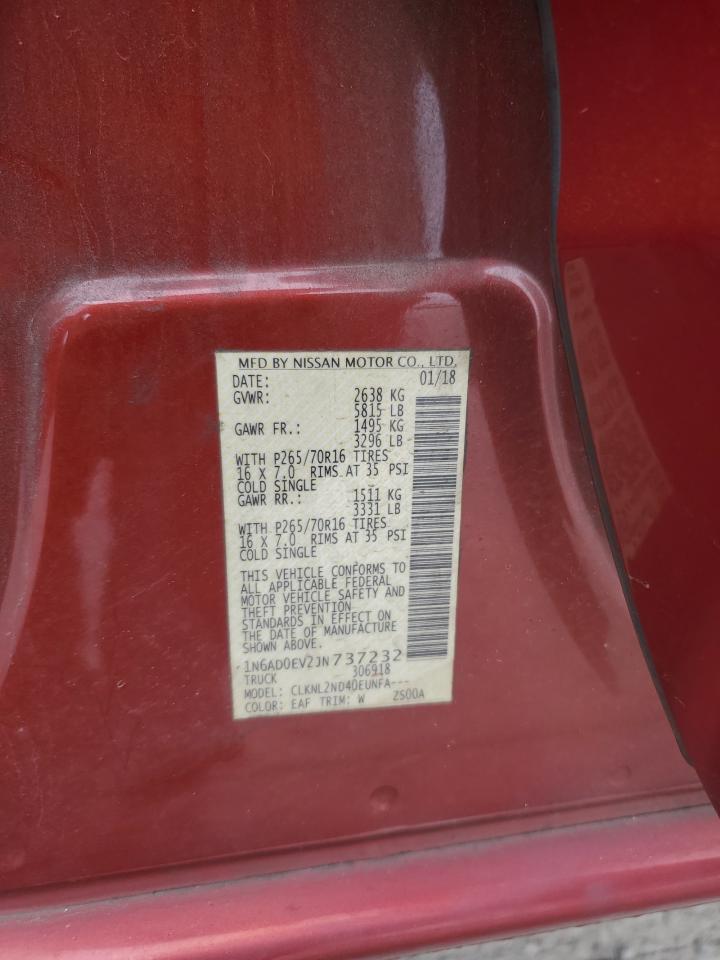 MFD BY NISSAN MOTOR CO., LTD.
DATE: 01/18
GVWR: 2638 KG
5815 LB
GAWR FR.: 1495 KG
3296 LB
WITH P265/70R16 TIRES
16 X 7.0 RIMS AT 35 PSI
COLD SINGLE
GAWR RR.: 1511 KG
3331 LB
WITH P265/70R16 TIRES
16 X 7.0 RIMS AT 35 PSI
COLD SINGLE
THIS VEHICLE CONFORMS TO
ALL APPLICABLE FEDERAL
MOTOR VEHICLE SAFETY AND
THEFT PREVENTION
STANDARDS IN EFFECT ON
THE DATE OF MANUFACTURE
SHOWN ABOVE.
1N6AD0EV2JN737232
TRUCK 306918
MODEL: CLKNL2ND40EUNFA---
COLOR: EAF TRIM: W ZS00A